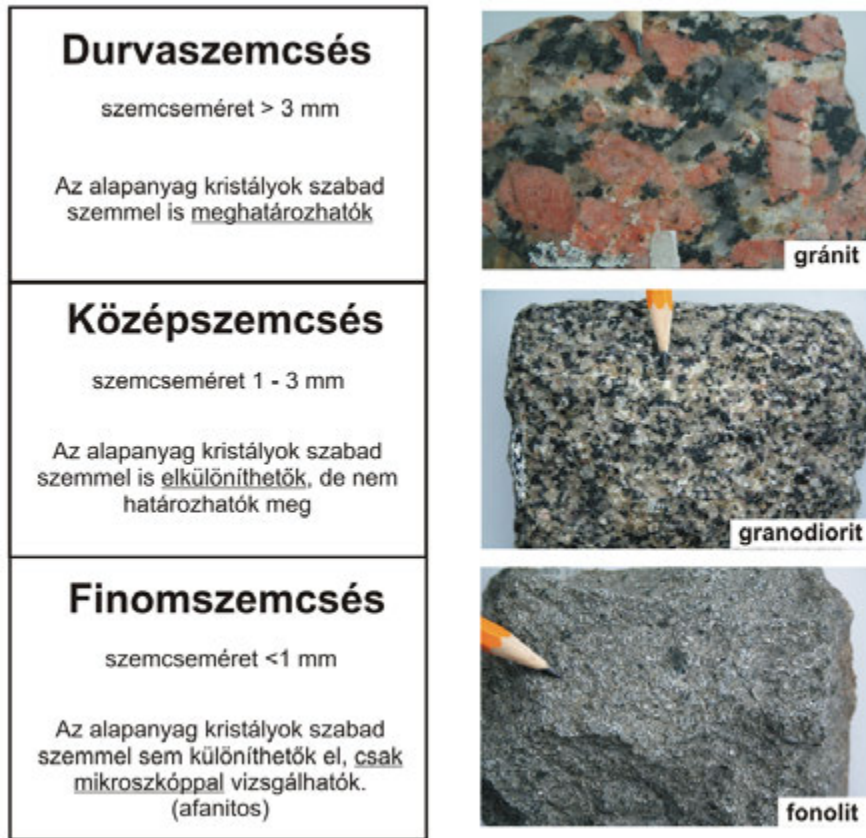 Durvaszemcsés
szemcseméret > 3 mm
Az alapanyag kristályok szabad
szemmel is meghatározhatók
gránit
Középszemcsés
szemcseméret 1 - 3 mm
Az alapanyag kristályok szabad
szemmel is elkülöníthetők, de nem
határozhatók meg
granodiorit
Finomszemcsés
szemcseméret <1 mm
Az alapanyag kristályok szabad
szemmel sem különíthetők el, csak
mikroszkóppal vizsgálhatók.
(afanitos)
fonolit